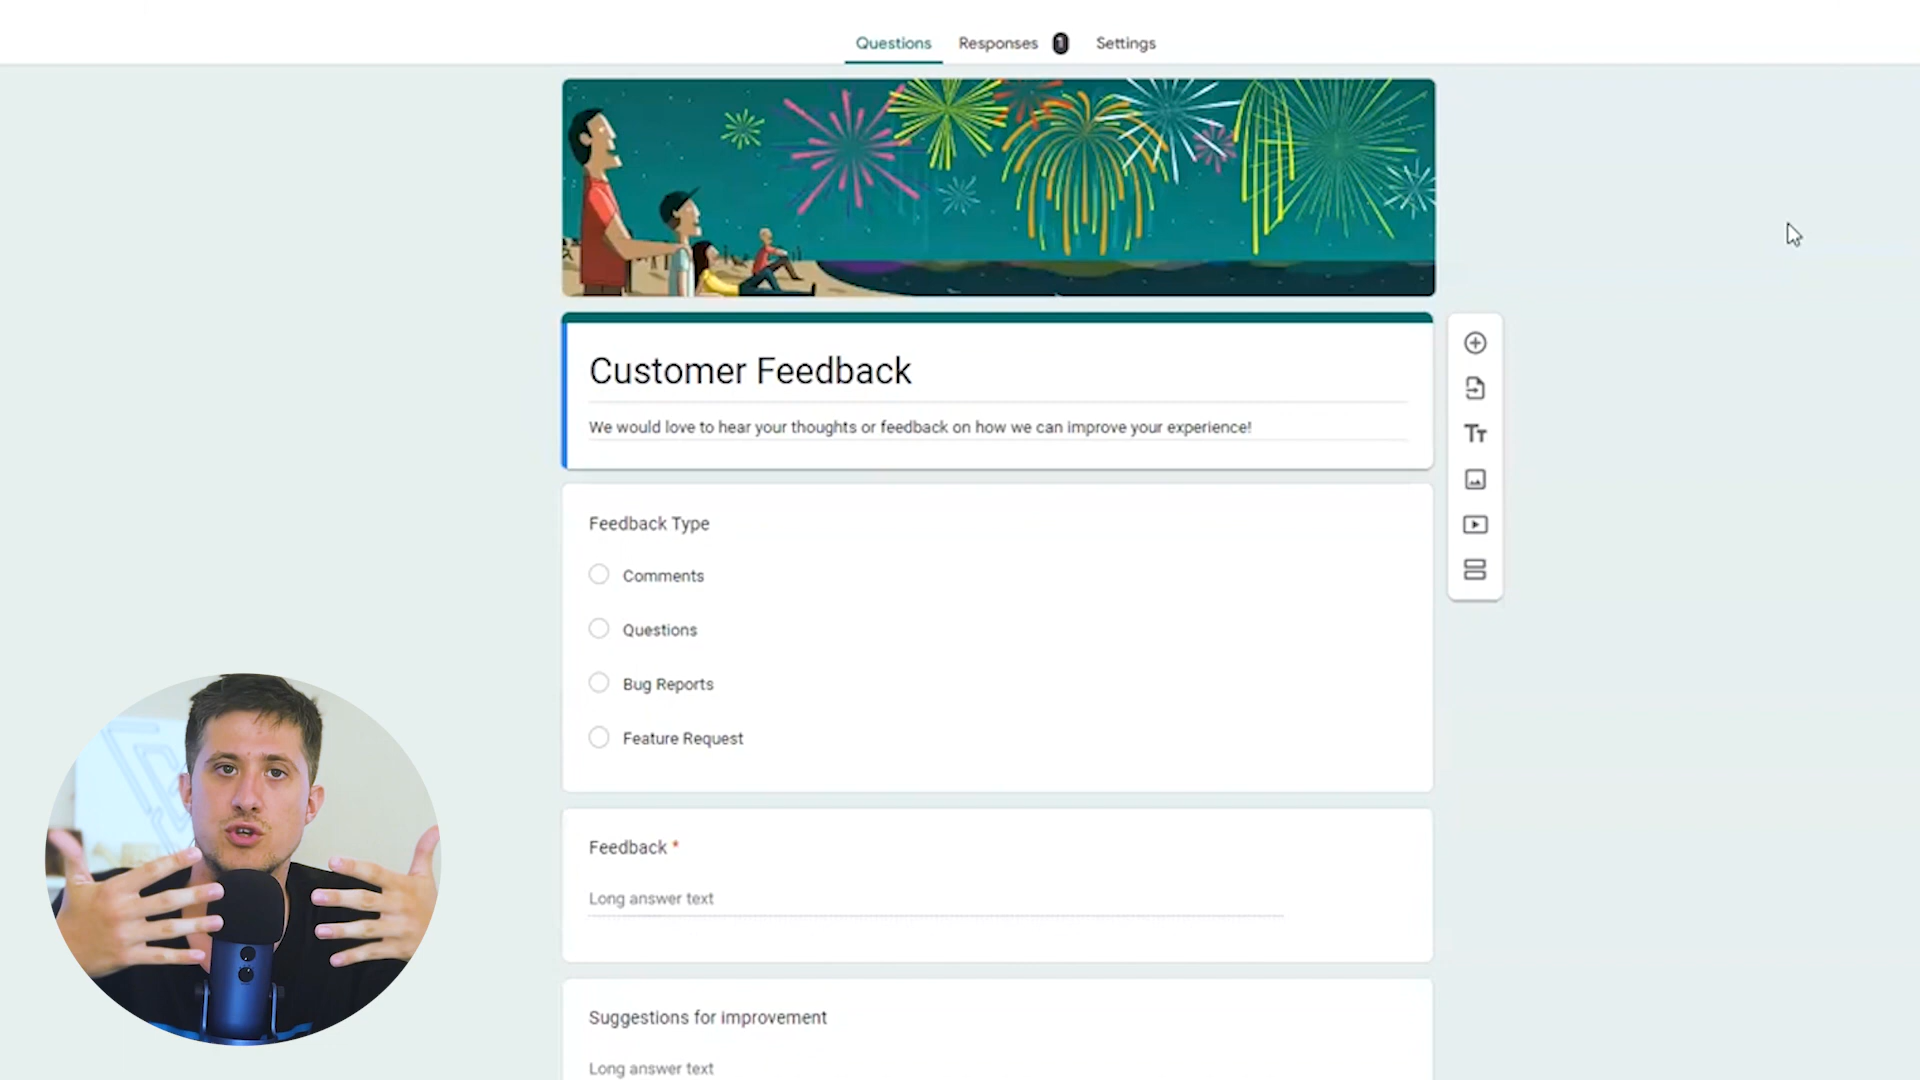 Questions Responses 1 Settings
Customer Feedback
We would love to hear your thoughts or feedback on how we can improve your experience!
Feedback Type
Comments
Questions
Bug Reports
Feature Request
Feedback *
Long answer text
Suggestions for improvement
Long answer text